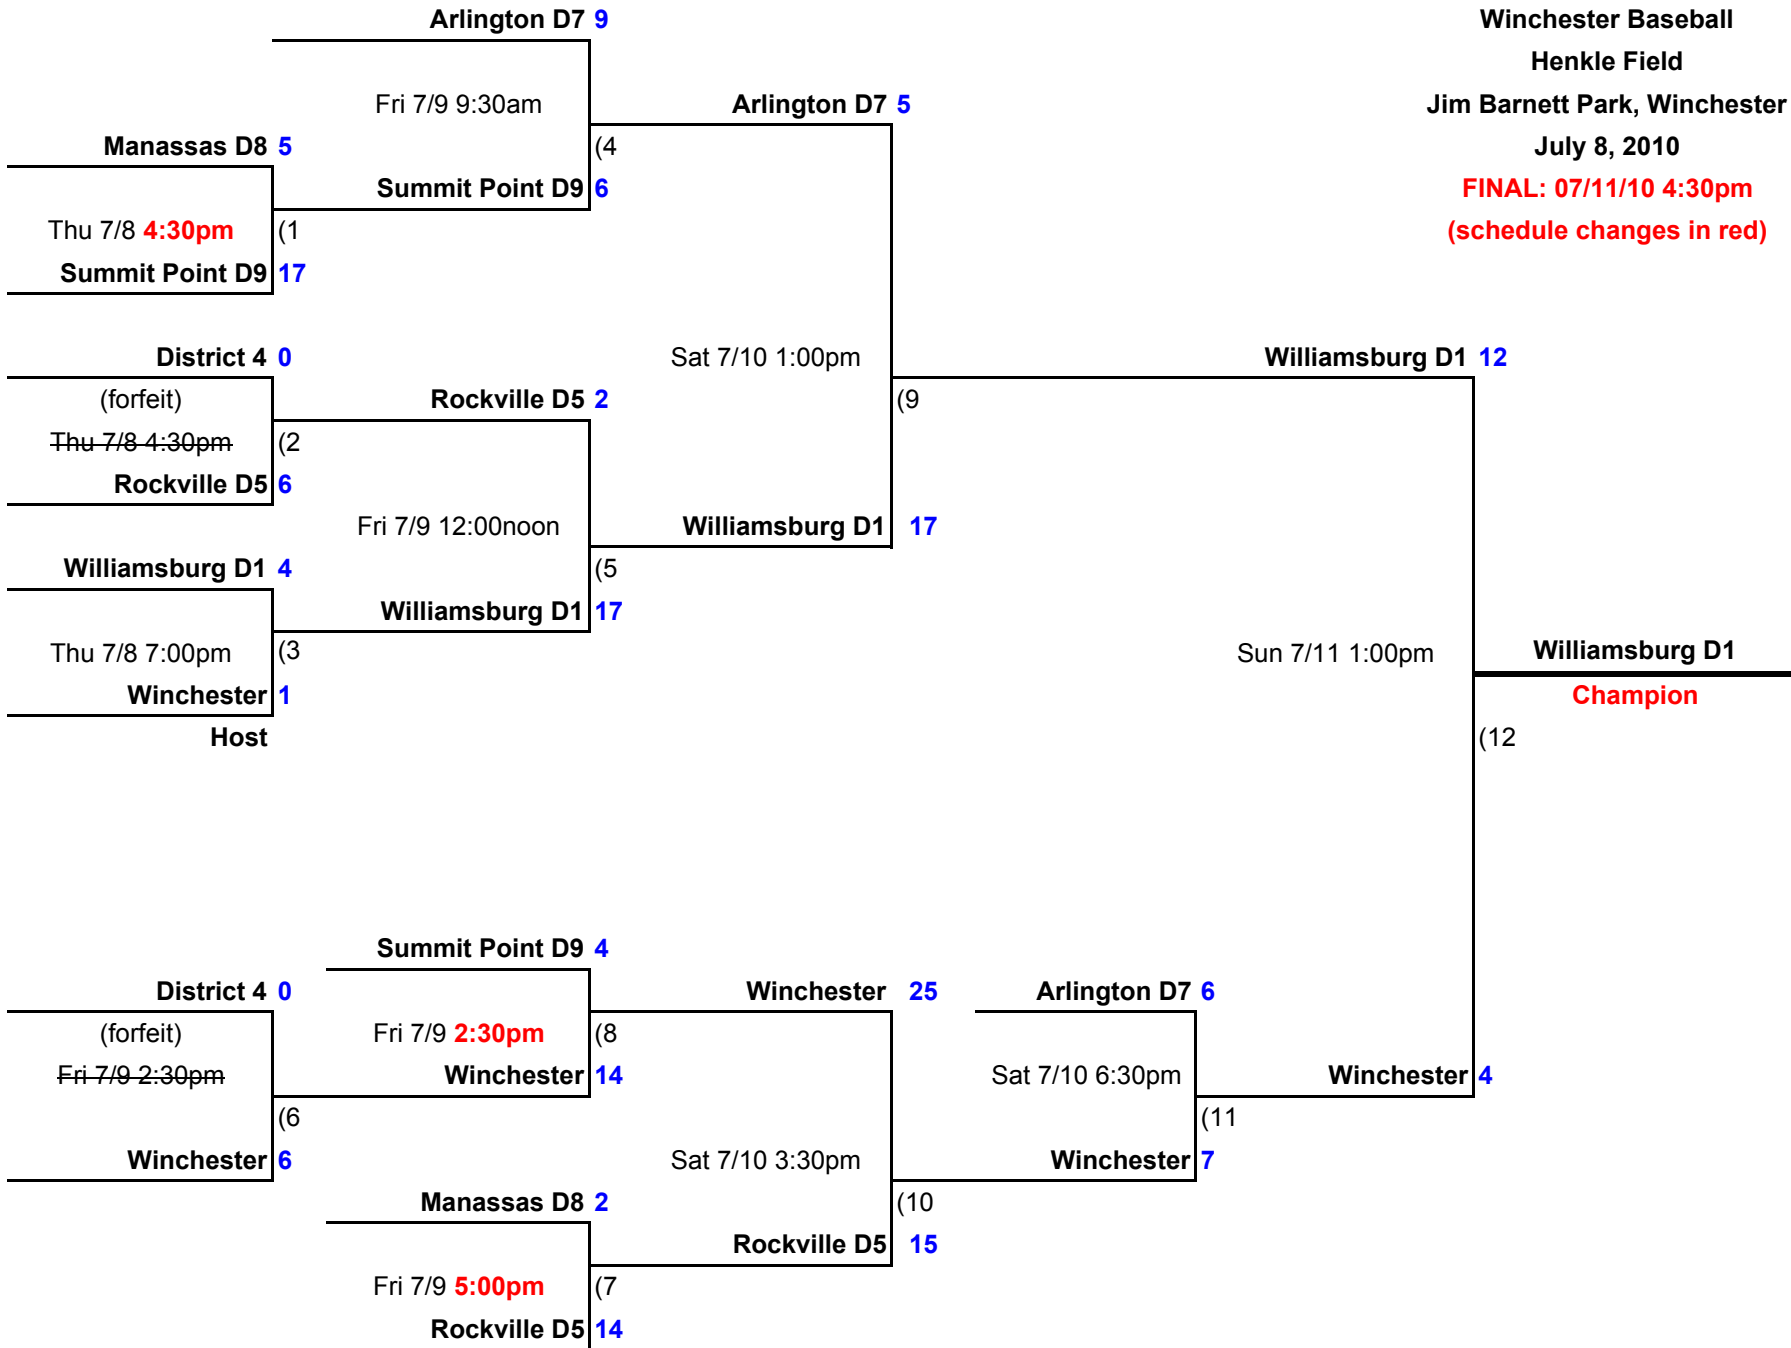 Arlington D7 9
Winchester Baseball
Henkle Field
Fri 7/9 9:30am
Arlington D7 5
Jim Barnett Park, Winchester
Manassas D8 5
(4
July 8, 2010
Summit Point D9 6
FINAL: 07/11/10 4:30pm
Thu 7/8 4:30pm
(1
(schedule changes in red)
Summit Point D9 17
District 4 0
Sat 7/10 1:00pm
Williamsburg D1 12
(forfeit)
Rockville D5 2
(9
Thu 7/8 4:30pm
(2
Rockville D5 6
Fri 7/9 12:00noon
Williamsburg D1 17
Williamsburg D1 4
(5
Williamsburg D1 17
Thu 7/8 7:00pm
(3
Sun 7/11 1:00pm
Williamsburg D1
Winchester 1
Champion
Host
(12
Summit Point D9 4
District 4 0
Winchester 25
Arlington D7 6
(forfeit)
Fri 7/9 2:30pm
(8
Fri 7/9 2:30pm
Winchester 14
Sat 7/10 6:30pm
Winchester 4
(6
(11
Winchester 6
Sat 7/10 3:30pm
Winchester 7
Manassas D8 2
(10
Rockville D5 15
Fri 7/9 5:00pm
(7
Rockville D5 14